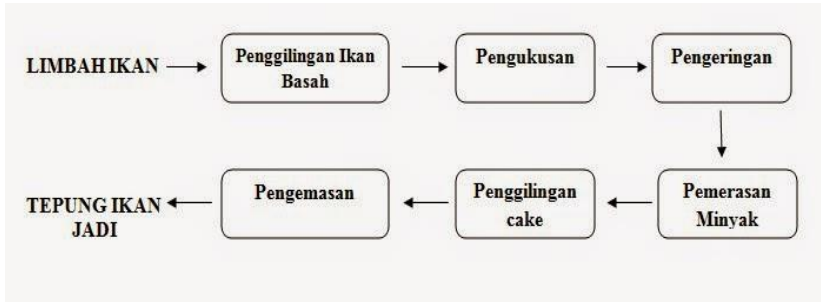 LIMBAH IKAN
Penggilingan Ikan
Basah
Pengukusan
Pengeringan
Pemerasan
Minyak
Penggilingan
cake
Pengemasan
TEPUNG IKAN
JADI